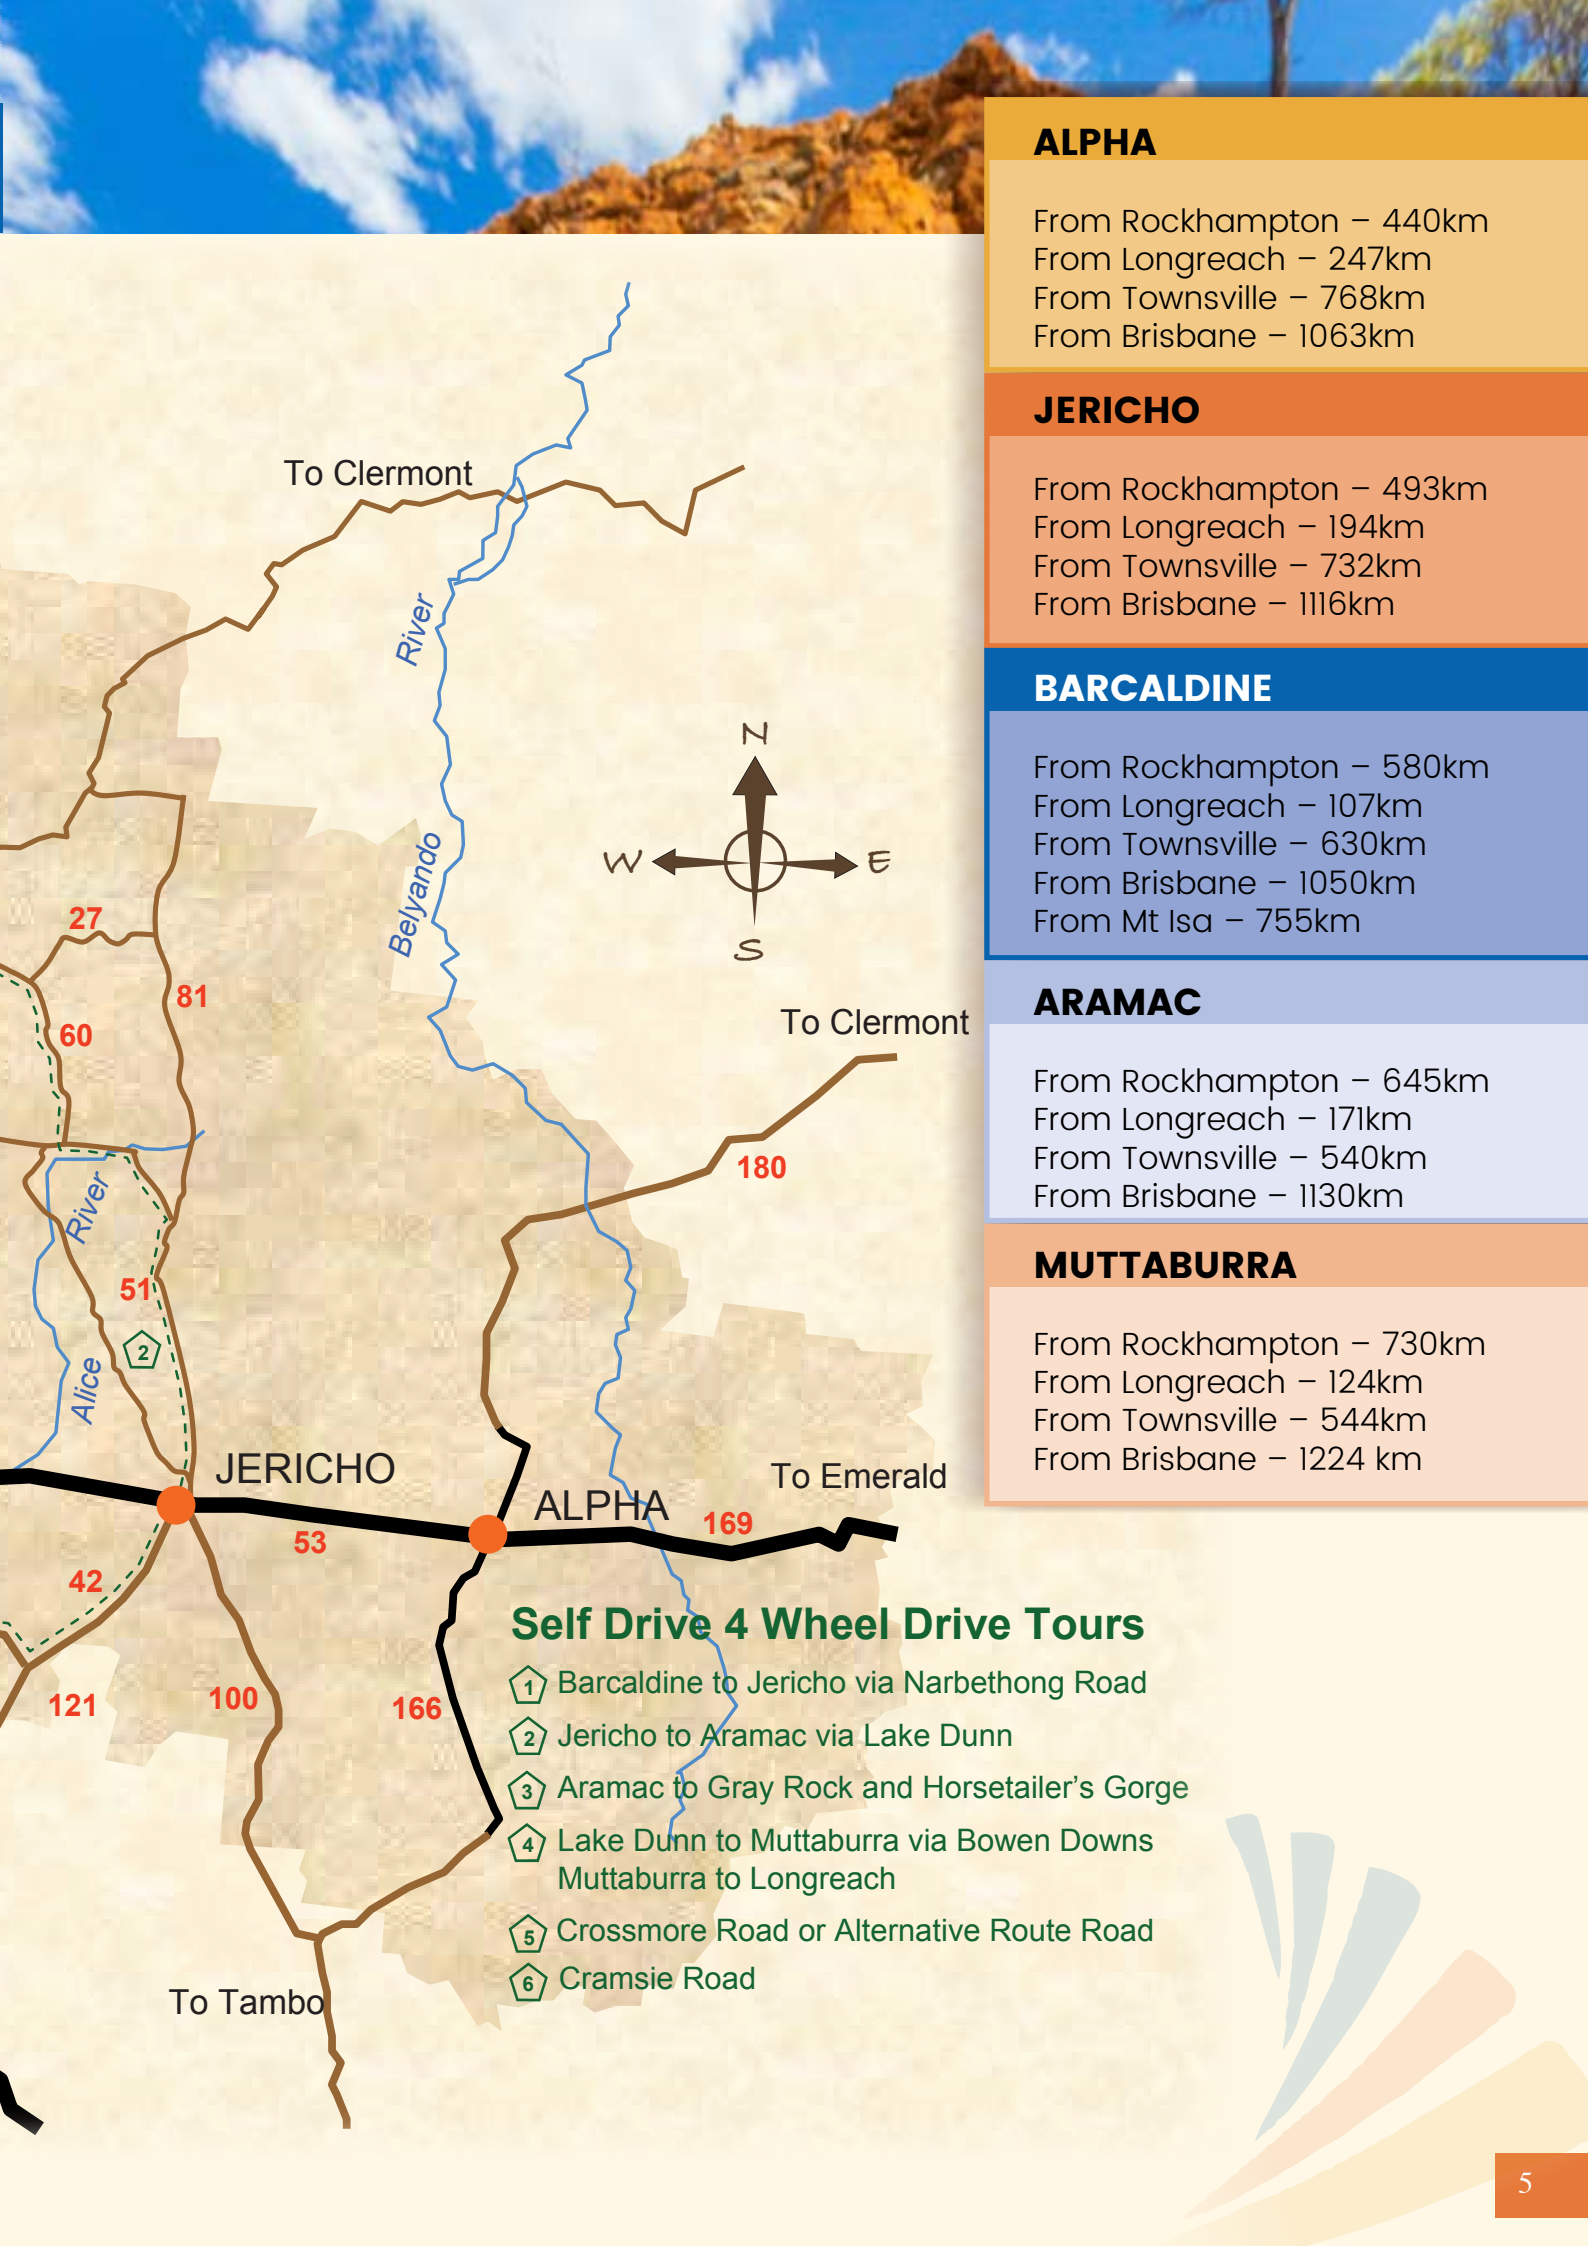 ALPHA
From Rockhampton – 440km
From Longreach – 247km
From Townsville – 768km
From Brisbane – 1063km
JERICHO
From Rockhampton – 493km
From Longreach – 194km
From Townsville – 732km
From Brisbane – 1116km
BARCALDINE
From Rockhampton – 580km
From Longreach – 107km
From Townsville – 630km
From Brisbane – 1050km
From Mt Isa – 755km
ARAMAC
From Rockhampton – 645km
From Longreach – 171km
From Townsville – 540km
From Brisbane – 1130km
MUTTABURRA
From Rockhampton – 730km
From Longreach – 124km
From Townsville – 544km
From Brisbane – 1224 km
To Clermont
River
Belyando
N
W
E
S
27
81
60
To Clermont
180
River
51
2
Alice
JERICHO
ALPHA
To Emerald
169
53
42
121
100
166
To Tambo
Self Drive 4 Wheel Drive Tours
1 Barcaldine to Jericho via Narbethong Road
2 Jericho to Aramac via Lake Dunn
3 Aramac to Gray Rock and Horsetailer’s Gorge
4 Lake Dunn to Muttaburra via Bowen Downs
Muttaburra to Longreach
5 Crossmore Road or Alternative Route Road
6 Cramsie Road
5